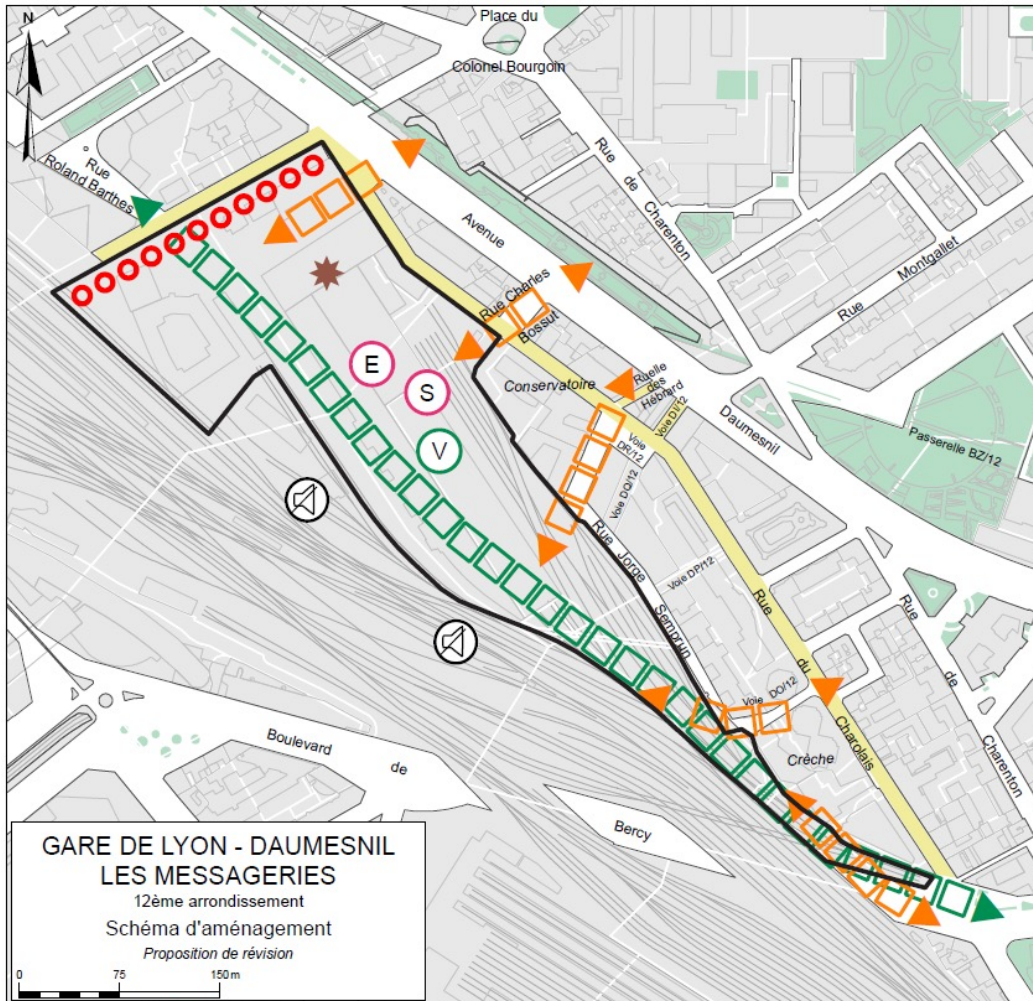 N
Place du
Colonel Bourgoin
Rue
Roland Barthes
Rue
de
Charenton
Avenue
Daumesnil
Rue
Montgallet
Rue Charles
Bossut
Conservatoire
Ruelle
des
Hébrard
Voie DI/12
Voie
DR/12
Voie DQ/12
Passerelle BZ/12
E
S
V
Rue Jorge
Semprun
Voie DP/12
Rue
du
Charolais
Voie DO/12
Crèche
Rue
de
Charenton
Boulevard
de
Bercy
GARE DE LYON - DAUMESNIL
LES MESSAGERIES
12ème arrondissement
Schéma d'aménagement
Proposition de révision
0 75 150 m